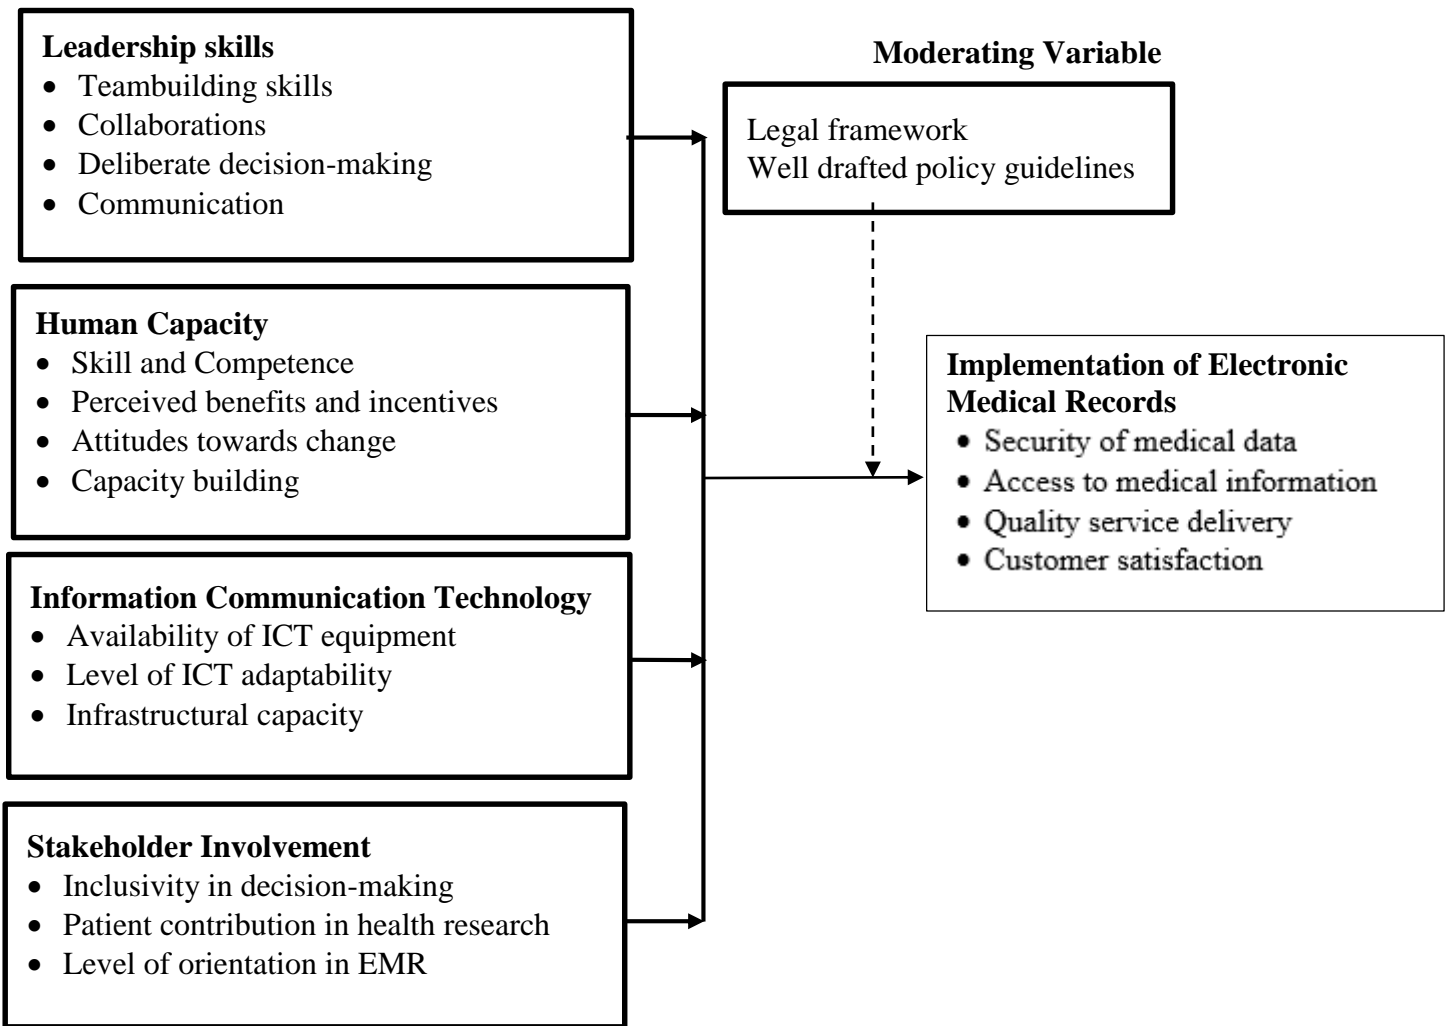 Leadership skills
• Teambuilding skills
• Collaborations
• Deliberate decision-making
• Communication
Moderating Variable
Legal framework
Well drafted policy guidelines
Human Capacity
• Skill and Competence
• Perceived benefits and incentives
• Attitudes towards change
• Capacity building
Implementation of Electronic
Medical Records
• Security of medical data
• Access to medical information
• Quality service delivery
• Customer satisfaction
Information Communication Technology
• Availability of ICT equipment
• Level of ICT adaptability
• Infrastructural capacity
Stakeholder Involvement
• Inclusivity in decision-making
• Patient contribution in health research
• Level of orientation in EMR